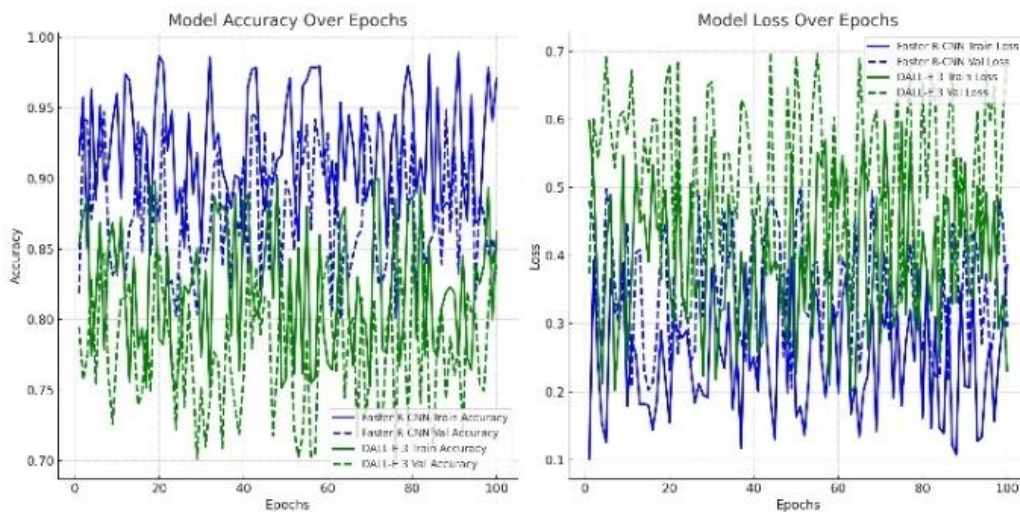 Model Accuracy Over Epochs
1.00
0.95
0.90
0.85
0.80
0.75
0.70
Accuracy
0
20
40
60
80
100
Epochs
Faster R-CNN Train Accuracy
Faster R-CNN Val Accuracy
DALL-E 3 Train Accuracy
DALL-E 3 Val Accuracy
Model Loss Over Epochs
0.7
0.6
0.5
0.4
0.3
0.2
0.1
Loss
0
20
40
60
80
100
Epochs
Faster R-CNN Train Loss
Faster R-CNN Val Loss
DALL-E 3 Train Loss
DALL-E 3 Val Loss